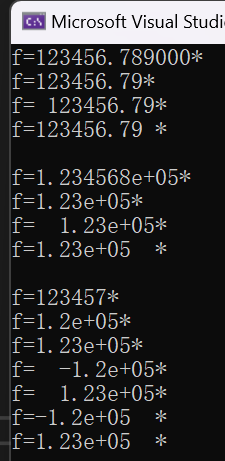 Microsoft Visual Studi
f=123456.789000*
f=123456.79*
f= 123456.79*
f=123456.79 *

f=1.234568e+05*
f=1.23e+05*
f=  1.23e+05*
f=1.23e+05  *

f=123457*
f=1.2e+05*
f=1.23e+05*
f=  -1.2e+05*
f=  1.23e+05*
f=-1.2e+05  *
f=1.23e+05  *